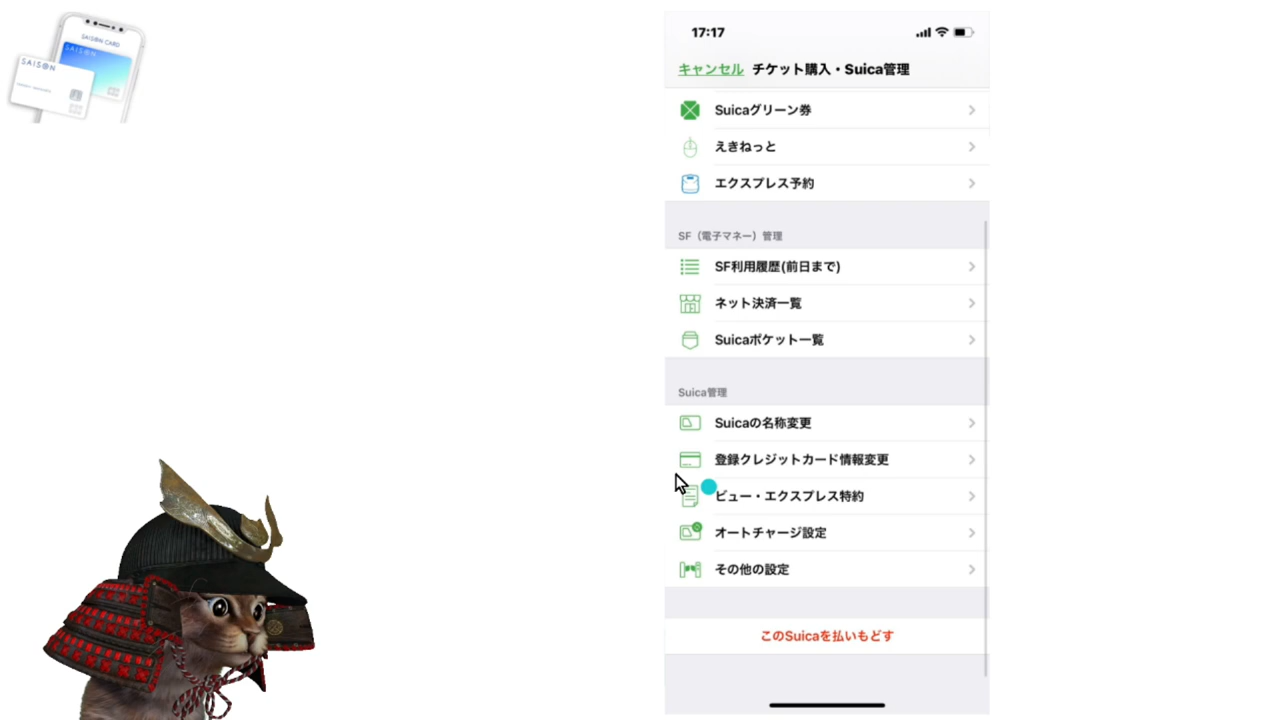 SAISON CARD
SAISON
SAISON
17:17
キャンセル チケット購入・Suica管理
Suicaグリーン券
えきねっと
エクスプレス予約
SF（電子マネー）管理
SF利用履歴(前日まで)
ネット決済一覧
Suicaポケット一覧
Suica管理
Suicaの名称変更
登録クレジットカード情報変更
ビュー・エクスプレス特約
オートチャージ設定
その他の設定
このSuicaを払いもどす